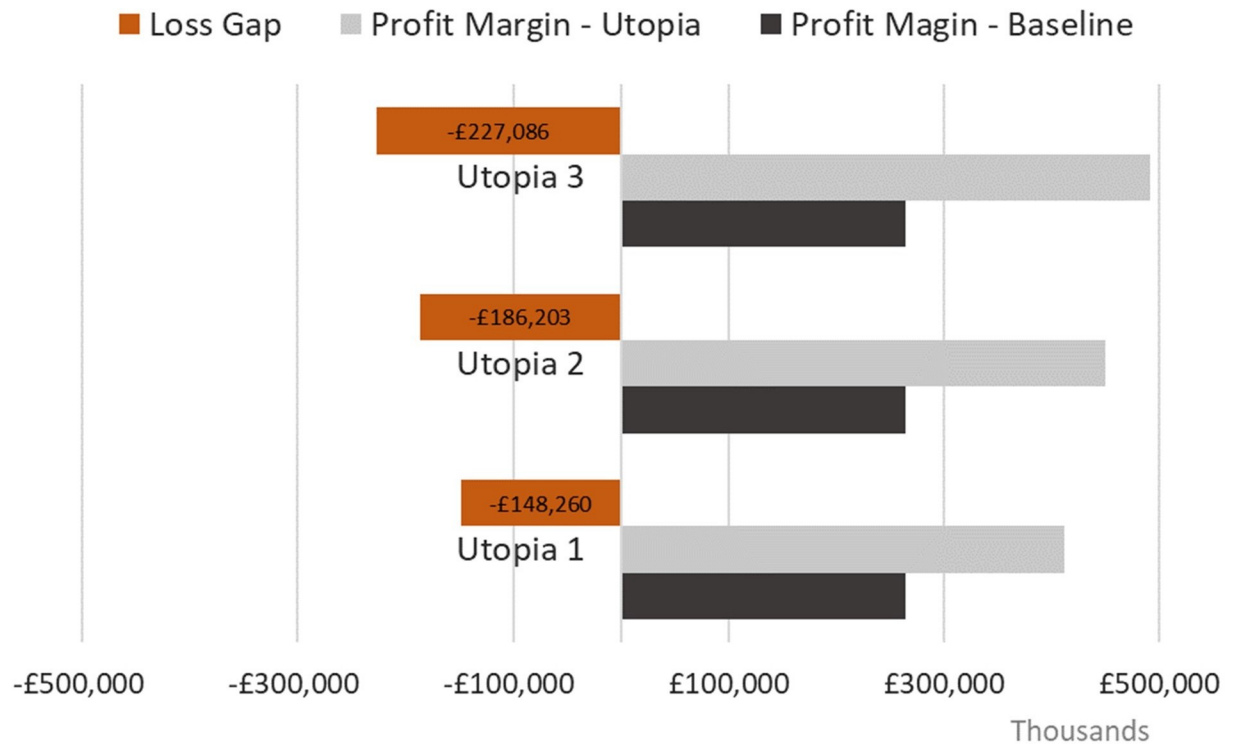 Loss Gap Profit Margin - Utopia Profit Magin - Baseline
-£227,086
Utopia 3
-£186,203
Utopia 2
-£148,260
Utopia 1
-£500,000 -£300,000 -£100,000 £100,000 £300,000 £500,000
Thousands